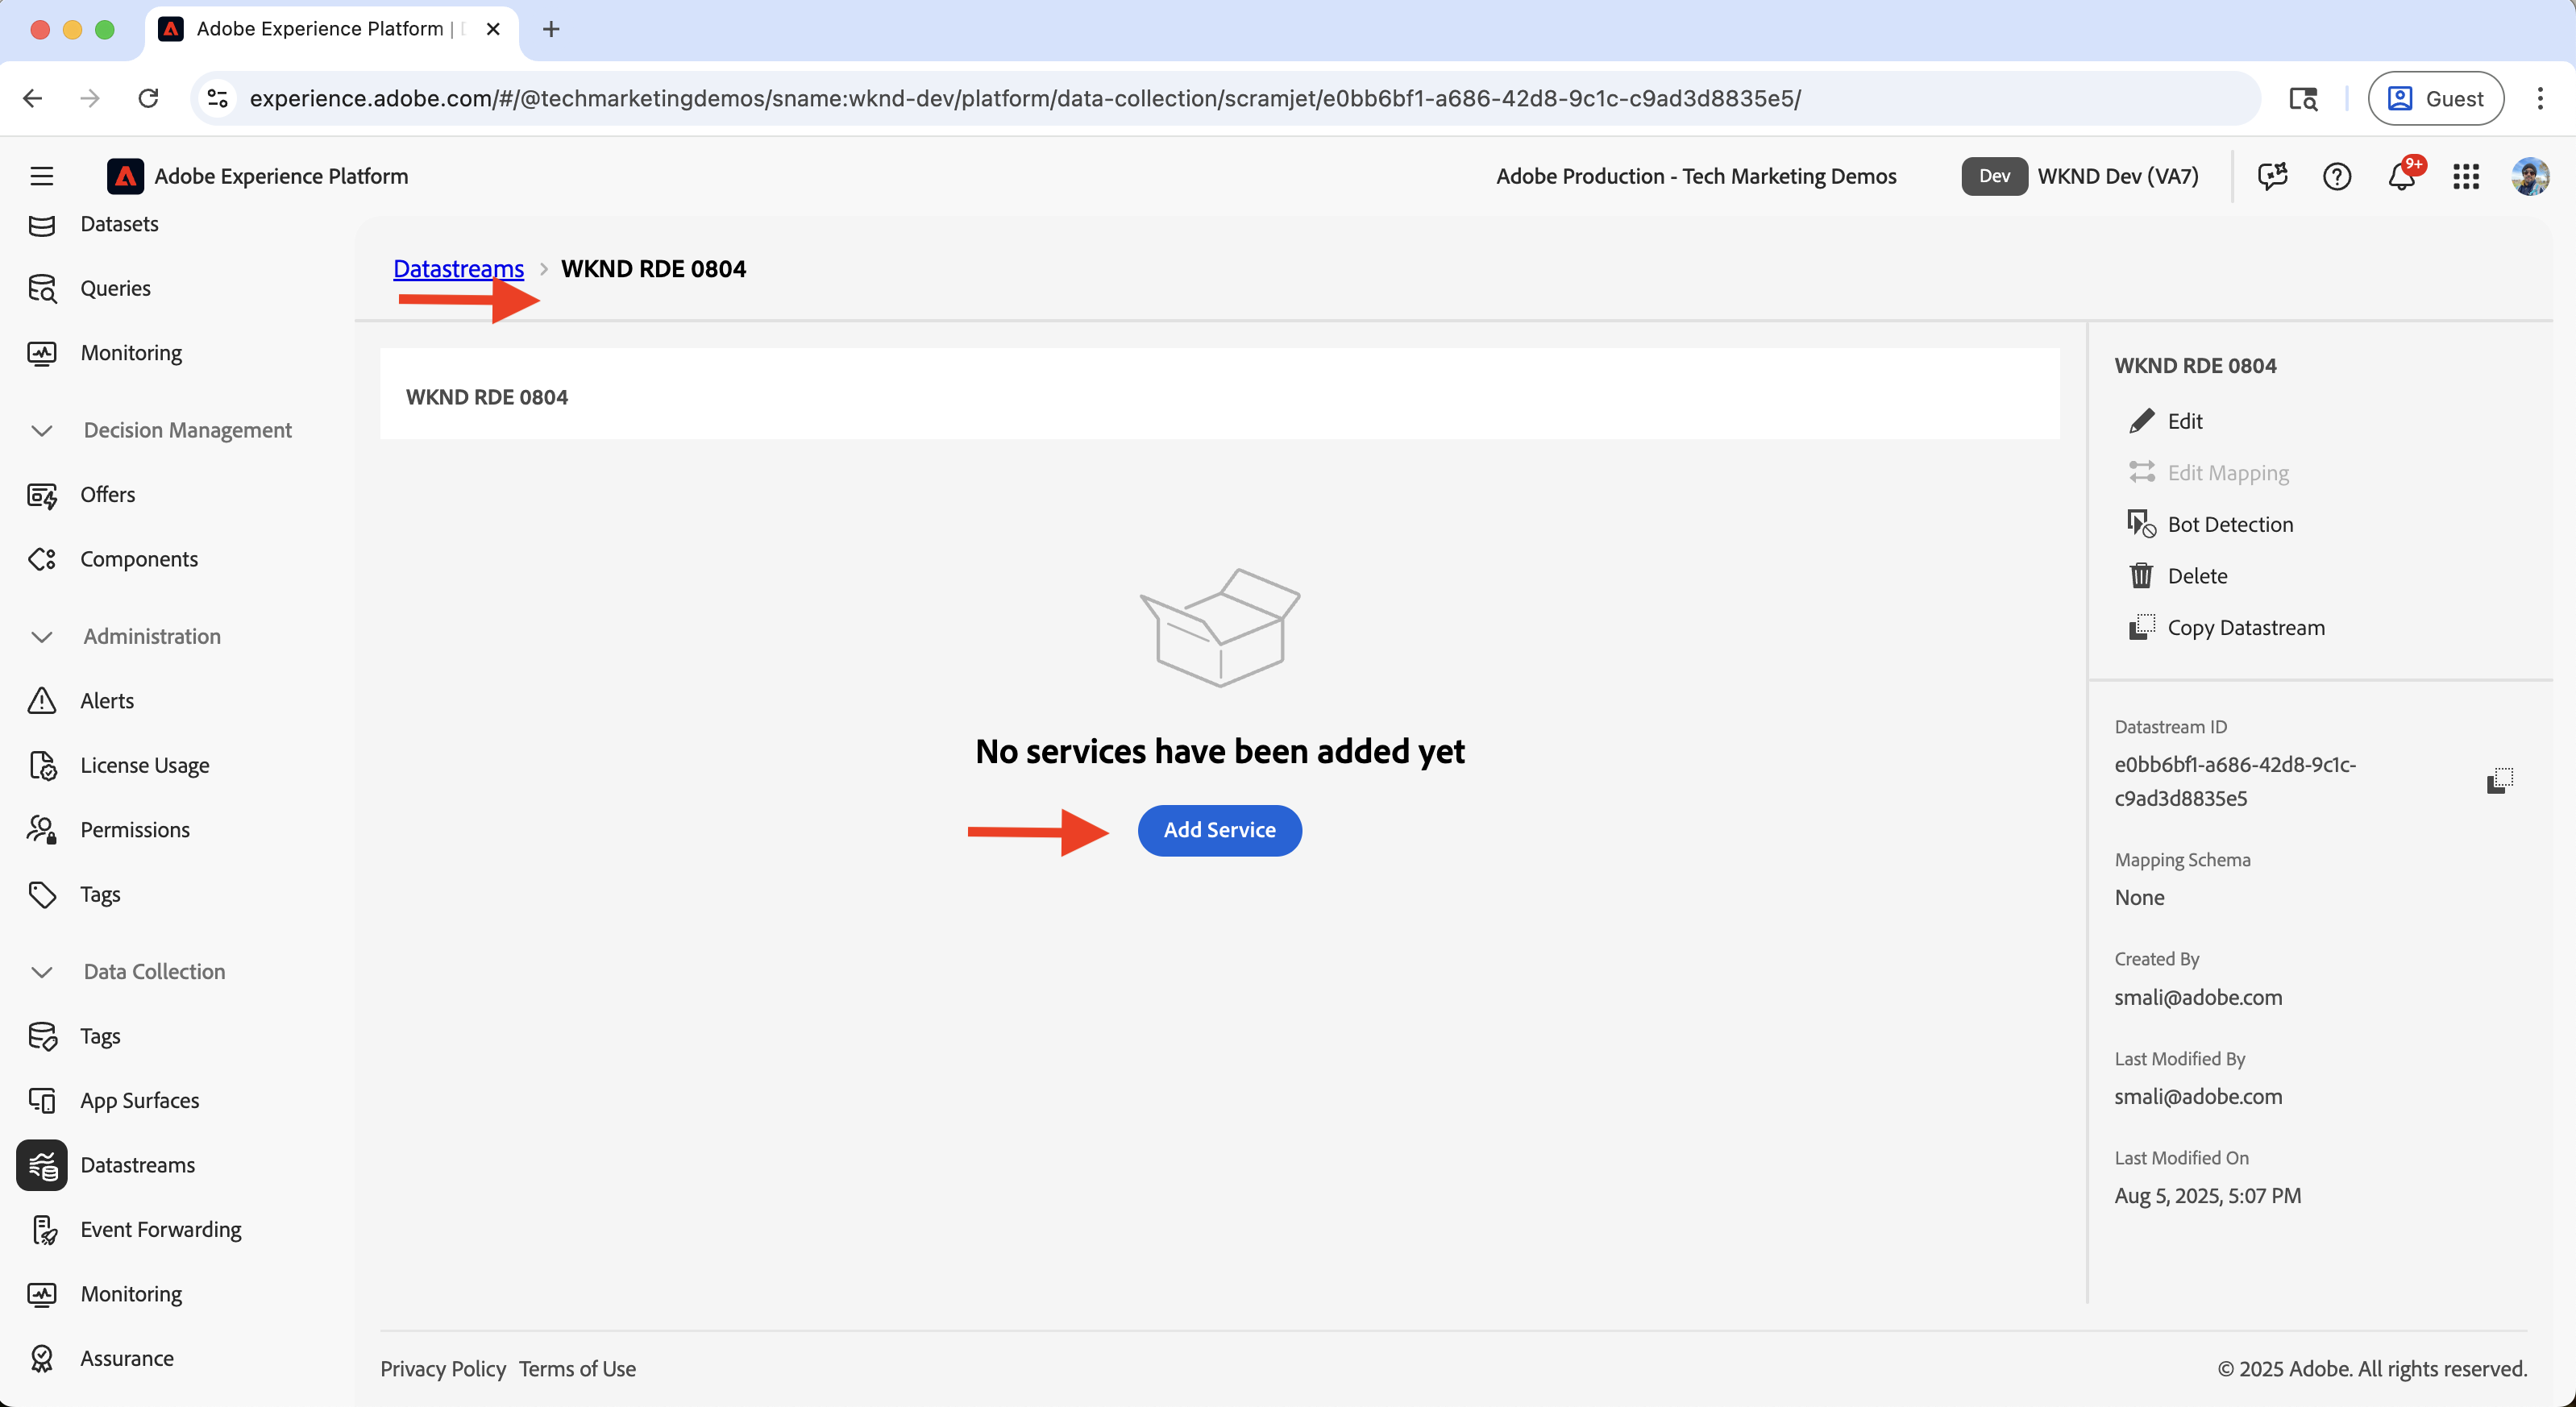 Adobe Experience Platform |
experience.adobe.com/#/@techmarketingdemos/sname:wknd-dev/platform/data-collection/scramjet/e0bb6bf1-a686-42d8-9c1c-c9ad3d8835e5/
Guest
Adobe Experience Platform
Adobe Production - Tech Marketing Demos
Dev
WKND Dev (VA7)
9+
Datasets
Queries
Monitoring
Decision Management
Offers
Components
Administration
Alerts
License Usage
Permissions
Tags
Data Collection
Tags
App Surfaces
Datastreams
Event Forwarding
Monitoring
Assurance
Datastreams > WKND RDE 0804
WKND RDE 0804
No services have been added yet
Add Service
WKND RDE 0804
Edit
Edit Mapping
Bot Detection
Delete
Copy Datastream
Datastream ID
e0bb6bf1-a686-42d8-9c1c-
c9ad3d8835e5
Mapping Schema
None
Created By
smali@adobe.com
Last Modified By
smali@adobe.com
Last Modified On
Aug 5, 2025, 5:07 PM
Privacy Policy Terms of Use
© 2025 Adobe. All rights reserved.